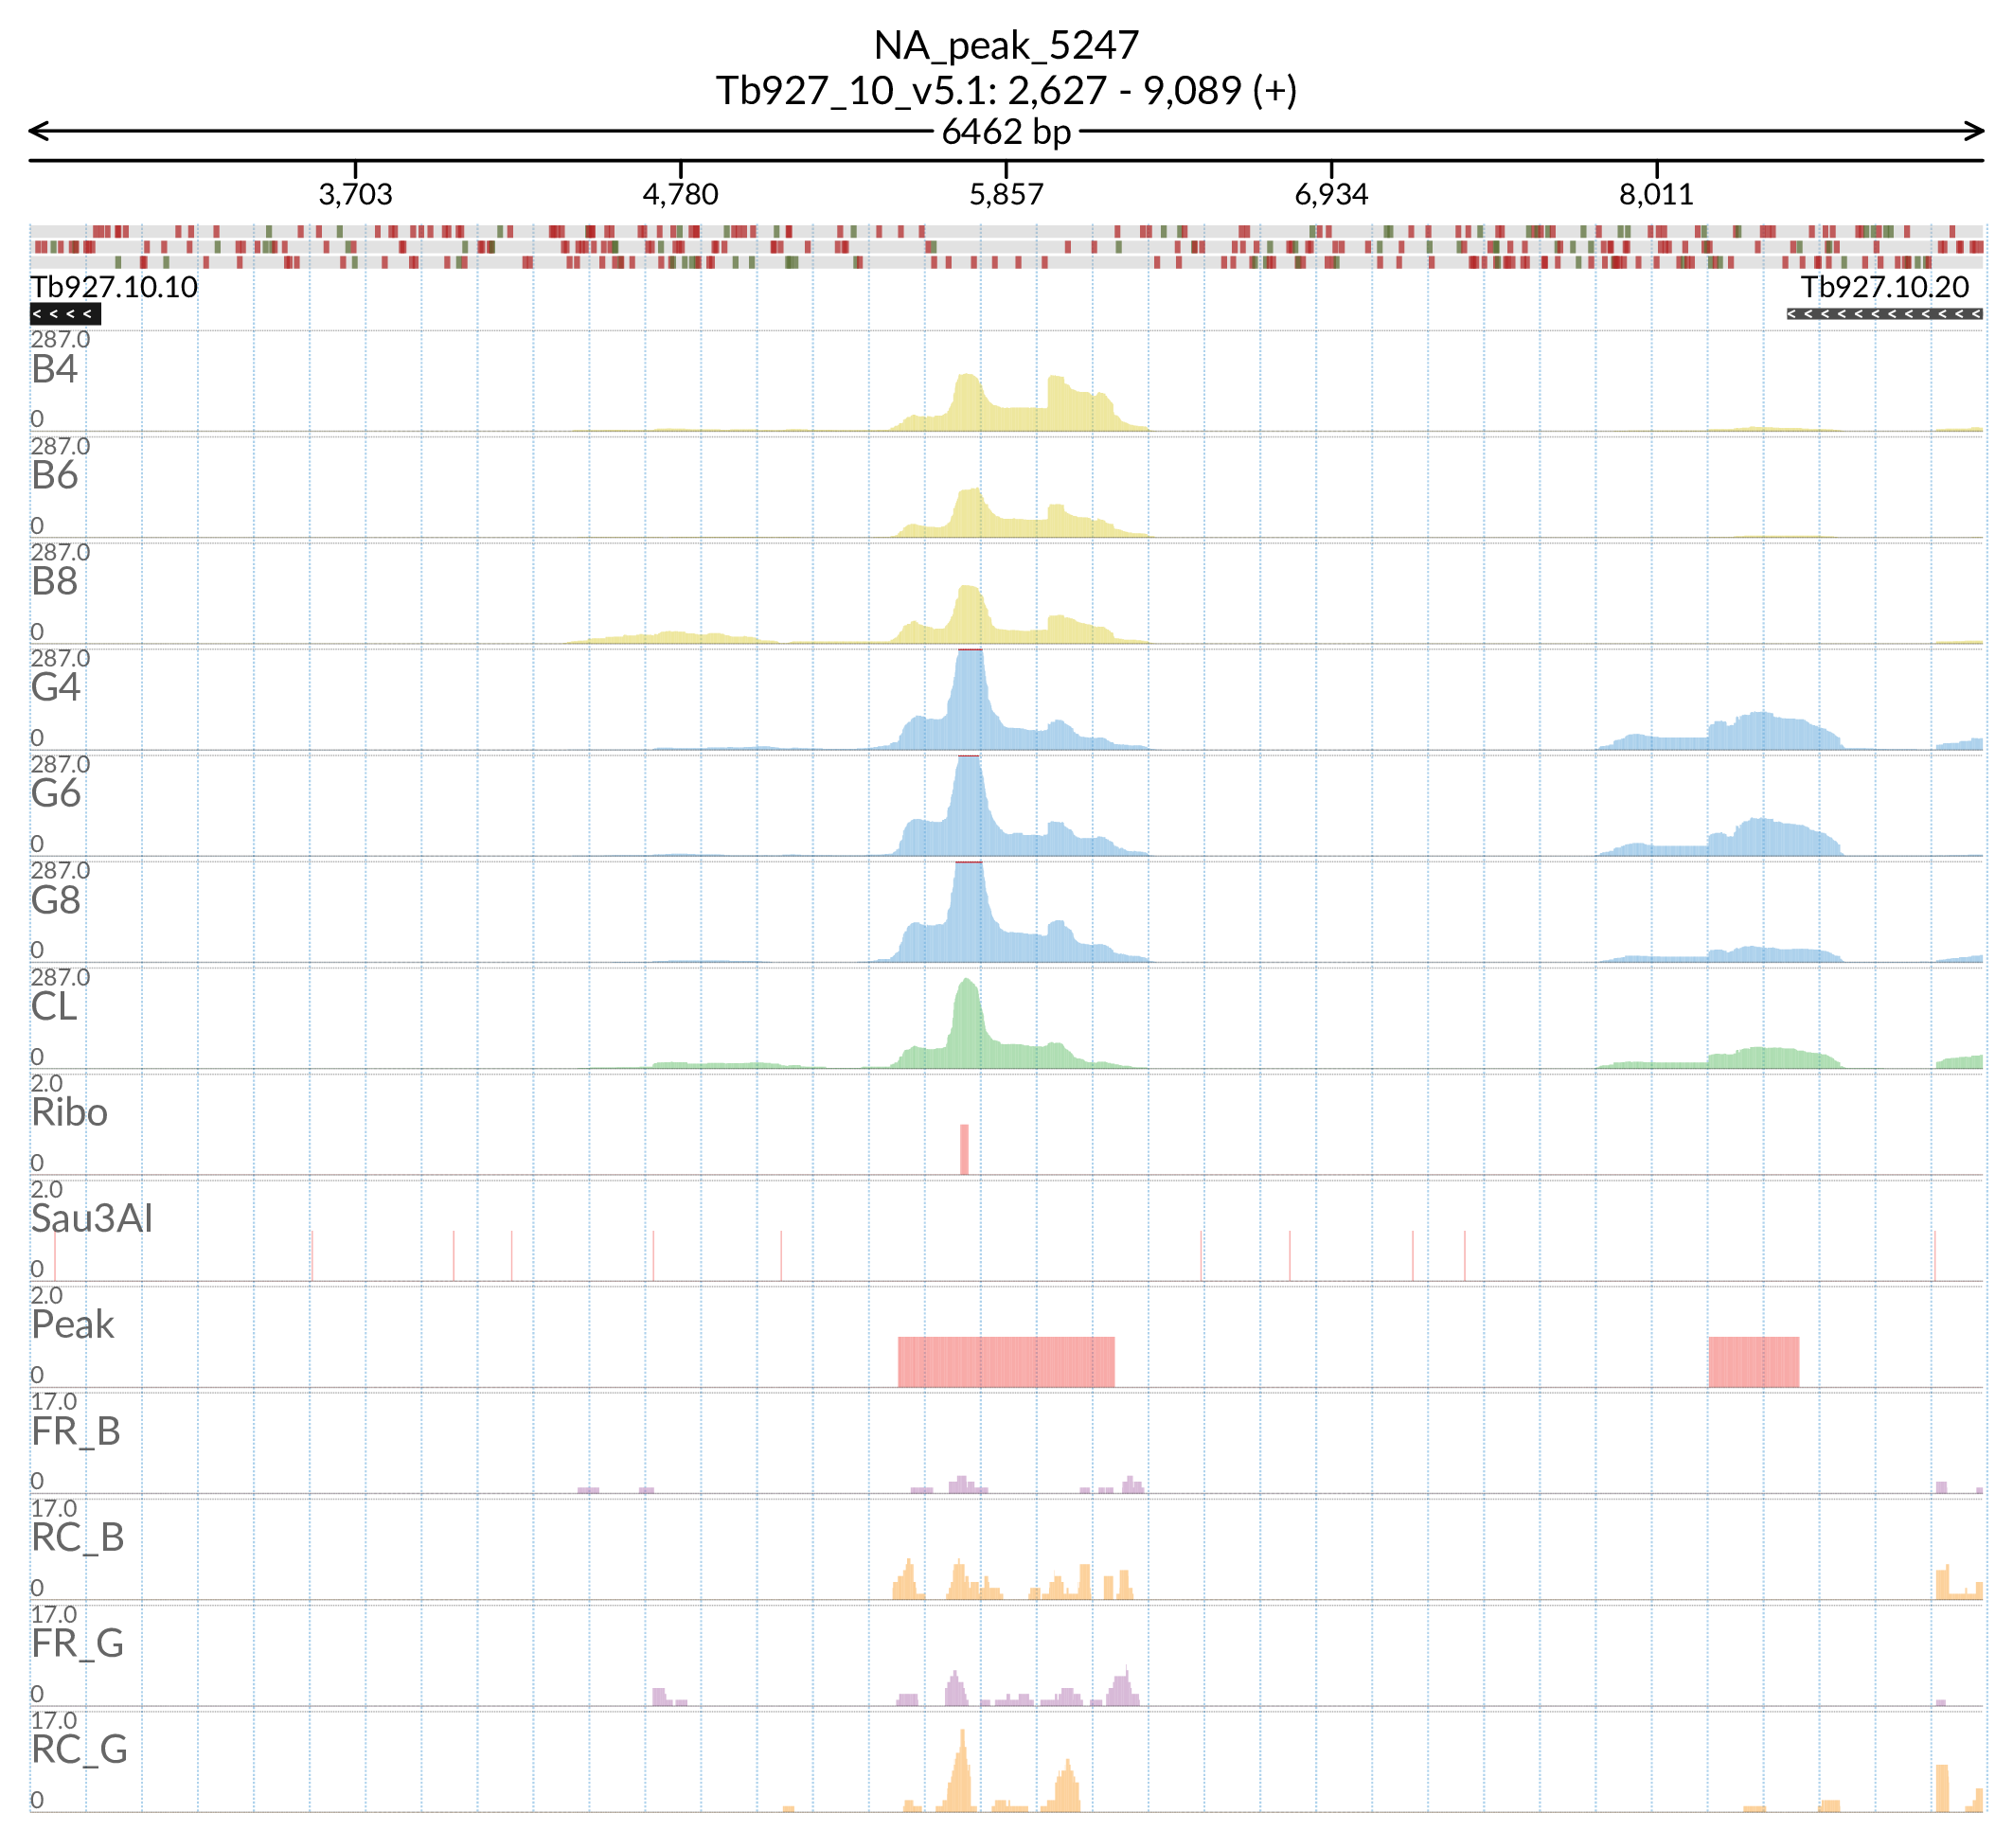 NA_peak_5247
Tb927_10_v5.1: 2,627 - 9,089 (+)
6462 bp
3,703 4,780 5,857 6,934 8,011
Tb927.10.10 Tb927.10.20
287.0
B4
0
287.0
B6
0
287.0
B8
0
287.0
G4
0
287.0
G6
0
287.0
G8
0
287.0
CL
0
2.0
Ribo
0
2.0
Sau3AI
0
2.0
Peak
0
17.0
FR_B
0
17.0
RC_B
0
17.0
FR_G
0
17.0
RC_G
0